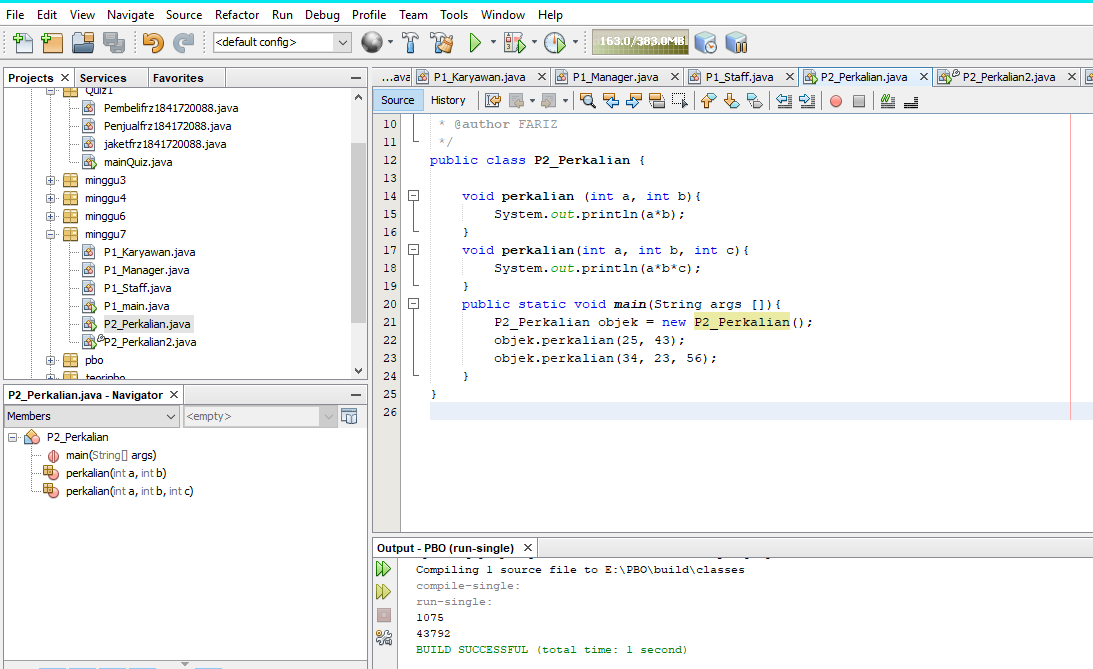 File Edit View Navigate Source Refactor Run Debug Profile Team Tools Window Help
<default config> 163.0/383.0MB
Projects Services Favorites
Quiz1
Pembelifrz1841720088.java
Penjualfrz184172088.java
jaketfrz1841720088.java
mainQuiz.java
minggu3
minggu4
minggu6
minggu7
P1_Karyawan.java
P1_Manager.java
P1_Staff.java
P1_main.java
P2_Perkalian.java
P2_Perkalian2.java
pbo
teoripbo
P2_Perkalian.java - Navigator
Members <empty>
P2_Perkalian
main(String[] args)
perkalian(int a, int b)
perkalian(int a, int b, int c)
...ava P1_Karyawan.java P1_Manager.java P1_Staff.java P2_Perkalian.java P2_Perkalian2.java
Source History
10 * @author FARIZ
11 */
12 public class P2_Perkalian {
13
14 void perkalian (int a, int b){
15 System.out.println(a*b);
16 }
17 void perkalian(int a, int b, int c){
18 System.out.println(a*b*c);
19 }
20 public static void main(String args []){
21 P2_Perkalian objek = new P2_Perkalian();
22 objek.perkalian(25, 43);
23 objek.perkalian(34, 23, 56);
24 }
25 }
26
Output - PBO (run-single)
Compiling 1 source file to E:\PBO\build\classes
compile-single:
run-single:
1075
43792
BUILD SUCCESSFUL (total time: 1 second)